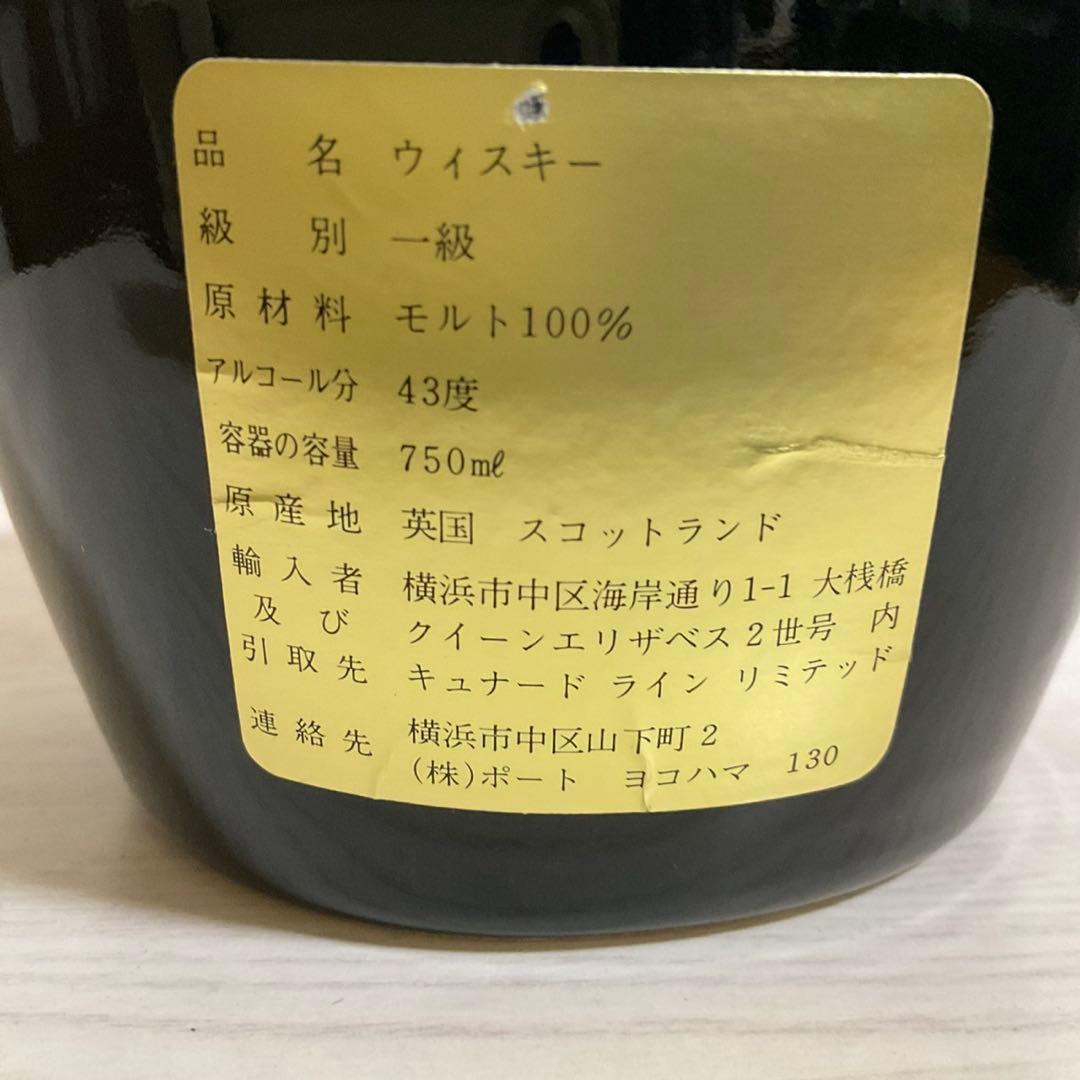 品名 ウィスキー
級別 一級
原材料 モルト100%
アルコール分 43度
容器の容量 750㎖
原産地 英国 スコットランド
輸入者 横浜市中区海岸通り1-1 大桟橋
及び クイーンエリザベス2世号 内
引取先 キュナード ライン リミテッド
連絡先 横浜市中区山下町2
(株)ポート ヨコハマ 130